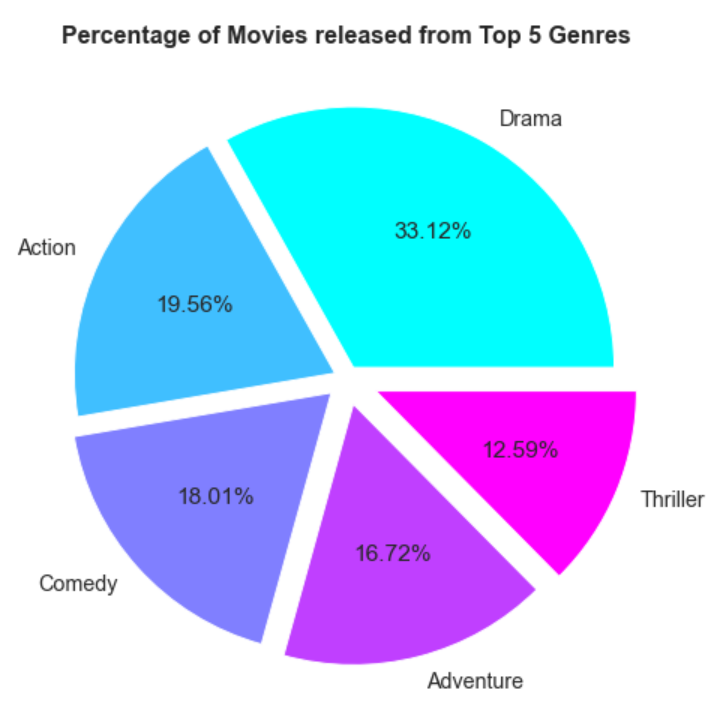 Percentage of Movies released from Top 5 Genres
Drama
33.12%
Action
19.56%
12.59%
Thriller
18.01%
16.72%
Comedy
Adventure